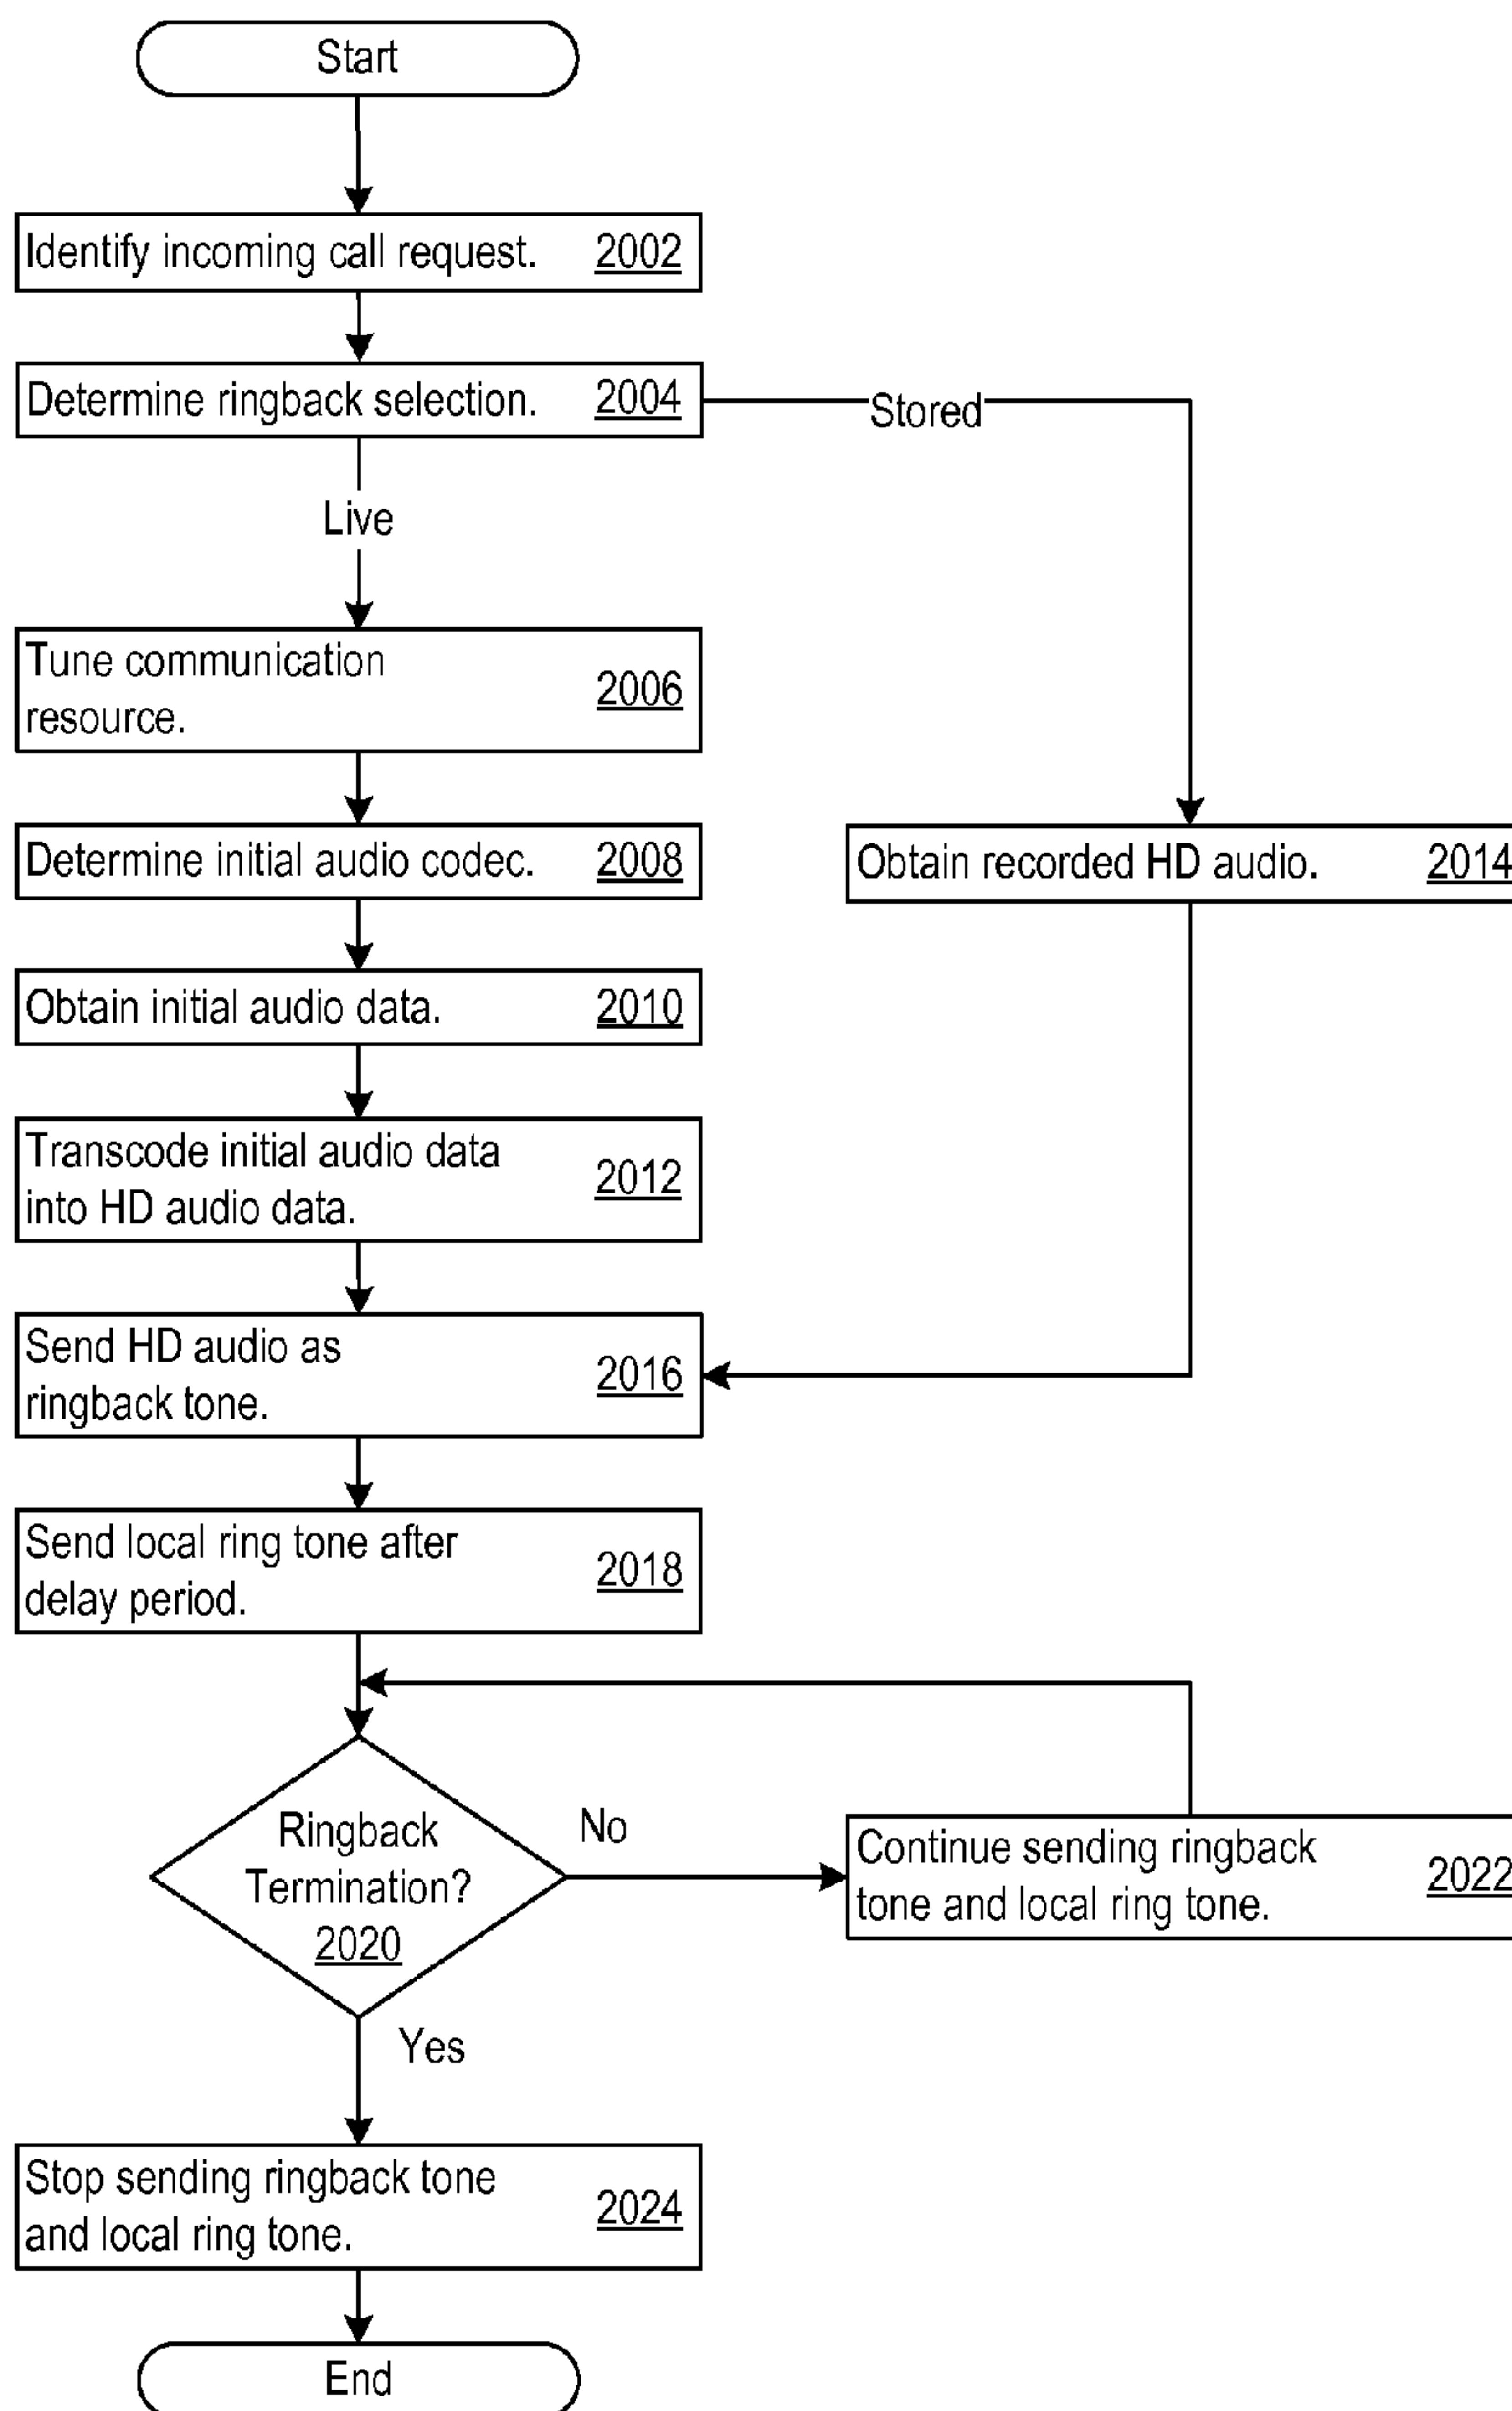 Start
Identify incoming call request. 2002
Determine ringback selection. 2004
Stored
Live
Tune communication
resource.
2006
Determine initial audio codec. 2008
Obtain recorded HD audio. 2014
Obtain initial audio data. 2010
Transcode initial audio data
into HD audio data.
2012
Send HD audio as
ringback tone.
2016
Send local ring tone after
delay period.
2018
Ringback
Termination?
2020
No
Continue sending ringback
tone and local ring tone.
2022
Yes
Stop sending ringback tone
and local ring tone.
2024
End